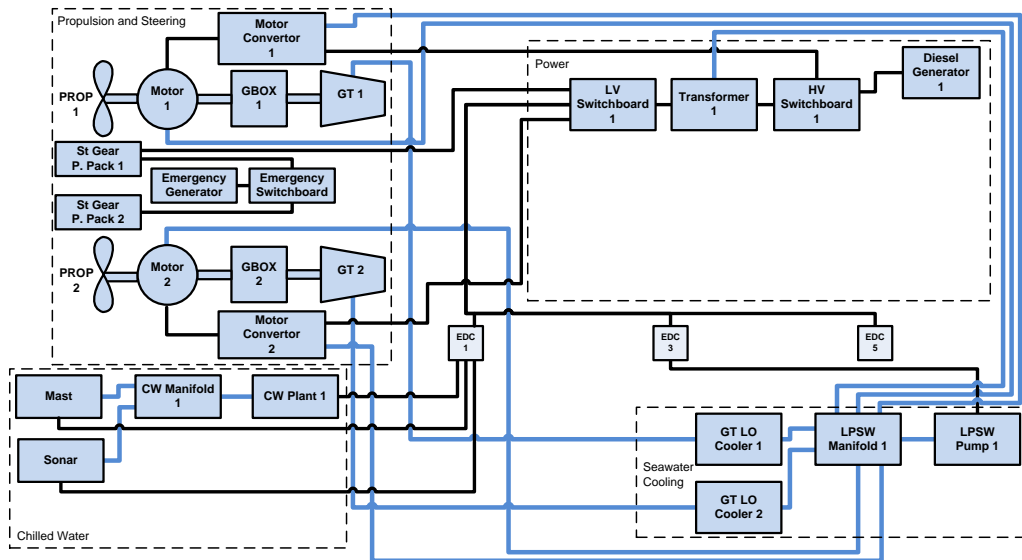 Propulsion and Steering
Motor
Convertor
1
PROP
1
Motor
1
GBOX
1
GT 1
St Gear
P. Pack 1
Emergency
Generator
Emergency
Switchboard
St Gear
P. Pack 2
PROP
2
Motor
2
GBOX
2
GT 2
Motor
Convertor
2
Power
LV
Switchboard
1
Transformer
1
HV
Switchboard
1
Diesel
Generator
1
EDC
1
EDC
3
EDC
5
Mast
CW Manifold
1
CW Plant 1
Sonar
Chilled Water
GT LO
Cooler 1
LPSW
Manifold 1
LPSW
Pump 1
Seawater
Cooling
GT LO
Cooler 2